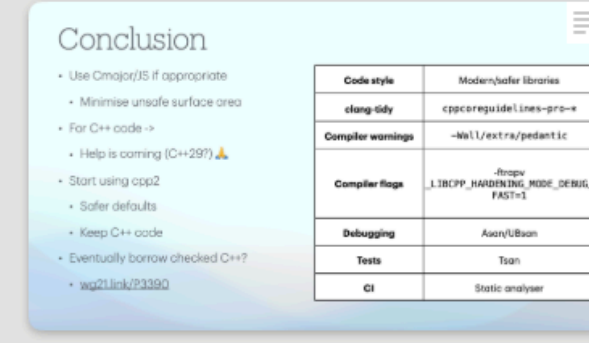 Conclusion
• Use Cmajor/JS if appropriate
• Minimise unsafe surface area
• For C++ code ->
• Help is coming (C++29?) 🙏
• Start using cpp2
• Safer defaults
• Keep C++ code
• Eventually borrow checked C++?
• wg21.link/P3390
Code style Modern/safer libraries
clang-tidy cppcoreguidelines-pro-*
Compiler warnings -Wall/extra/pedantic
-ftrapv
Compiler flags _LIBCPP_HARDENING_MODE_DEBUG/
FAST=1
Debugging Asan/UBsan
Tests Tsan
CI Static analyser